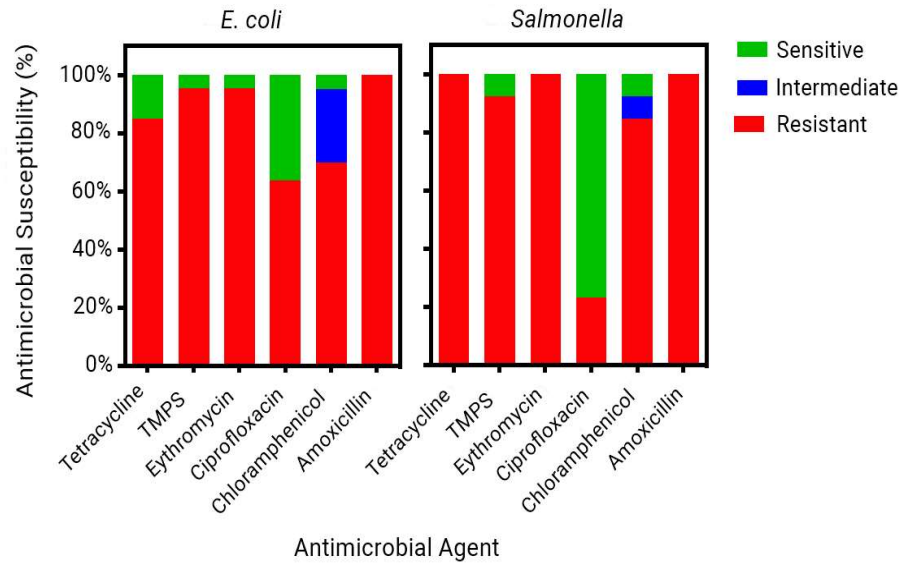 E. coli
Salmonella
Sensitive
Intermediate
Resistant
Antimicrobial Susceptibility (%)
100%
80%
60%
40%
20%
0%
Tetracycline
TMPS
Eythromycin
Ciprofloxacin
Chloramphenicol
Amoxicillin
Tetracycline
TMPS
Eythromycin
Ciprofloxacin
Chloramphenicol
Amoxicillin
Antimicrobial Agent